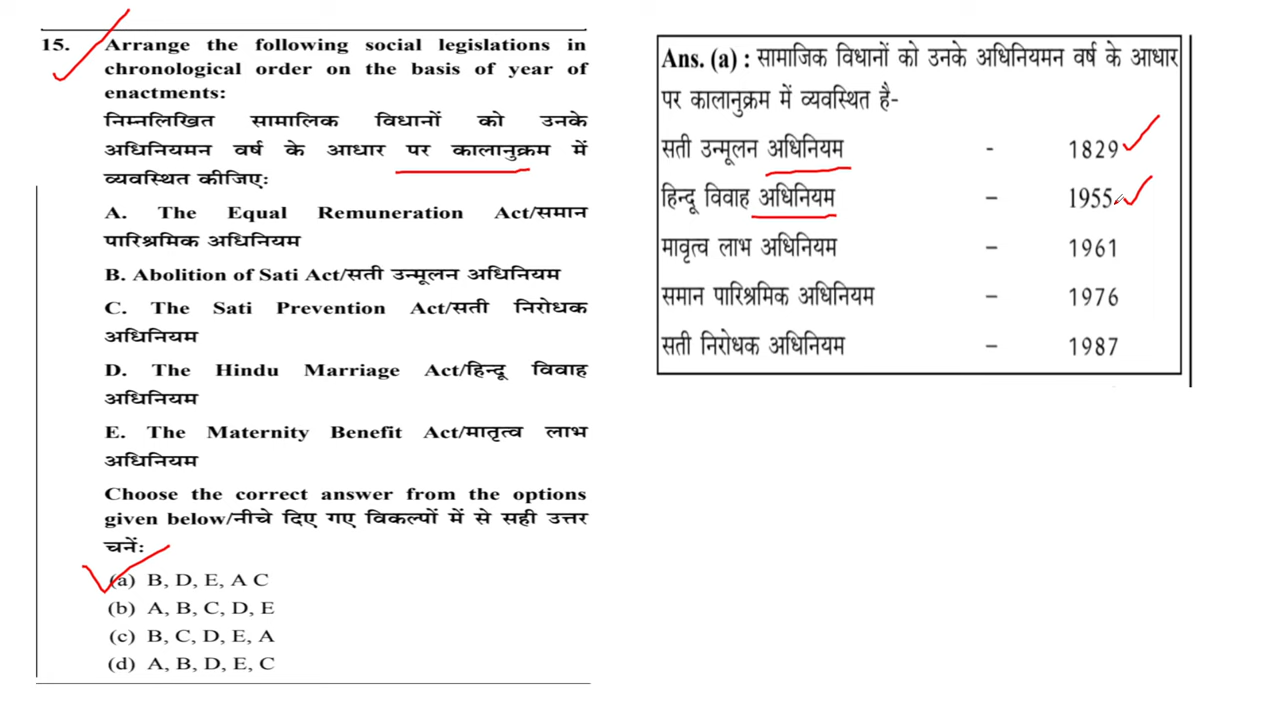 15. Arrange the following social legislations in
chronological order on the basis of year of
enactments:
निम्नलिखित सामालिक विधानों को उनके
अधिनियमन वर्ष के आधार पर कालानुक्रम में
व्यवस्थित कीजिएः
A. The Equal Remuneration Act/समान
पारिश्रमिक अधिनियम
B. Abolition of Sati Act/सती उन्मूलन अधिनियम
C. The Sati Prevention Act/सती निरोधक
अधिनियम
D. The Hindu Marriage Act/हिन्दू विवाह
अधिनियम
E. The Maternity Benefit Act/मातृत्व लाभ
अधिनियम
Choose the correct answer from the options
given below/नीचे दिए गए विकल्पों में से सही उत्तर
चनेंः
(a) B, D, E, A C
(b) A, B, C, D, E
(c) B, C, D, E, A
(d) A, B, D, E, C
Ans. (a) : सामाजिक विधानों को उनके अधिनियमन वर्ष के आधार
पर कालानुक्रम में व्यवस्थित है-
सती उन्मूलन अधिनियम - 1829
हिन्दू विवाह अधिनियम – 1955
मावृत्व लाभ अधिनियम – 1961
समान पारिश्रमिक अधिनियम – 1976
सती निरोधक अधिनियम – 1987